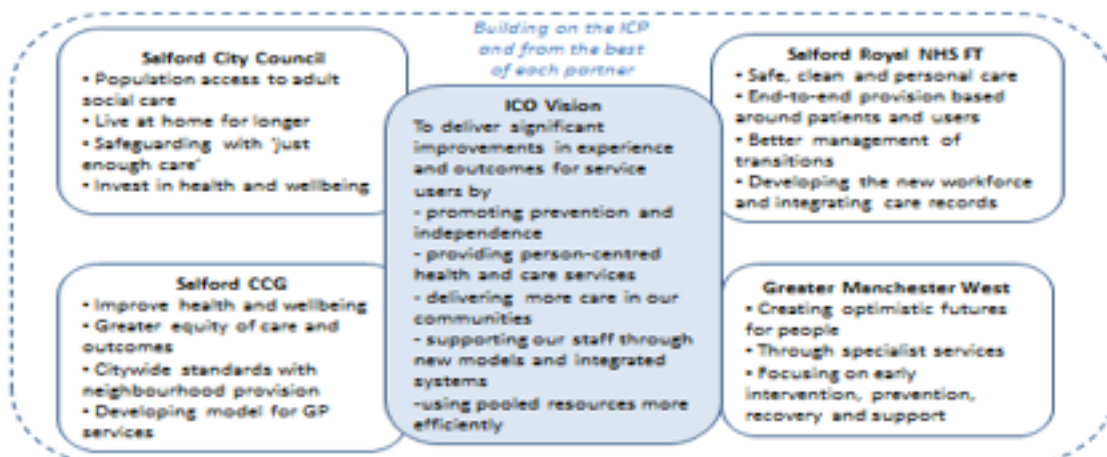 Building on the ICP
and from the best
of each partner
Salford City Council
• Population access to adult
social care
• Live at home for longer
• Safeguarding with 'just
enough care'
• Invest in health and wellbeing
ICO Vision
To deliver significant
improvements in experience
and outcomes for service
users by
- promoting prevention and
independence
- providing person-centred
health and care services
- delivering more care in our
communities
- supporting our staff through
new models and integrated
systems
-using pooled resources more
efficiently
Salford Royal NHS FT
• Safe, clean and personal care
• End-to-end provision based
around patients and users
• Better management of
transitions
• Developing the new workforce
and integrating care records
Salford CCG
• Improve health and wellbeing
• Greater equity of care and
outcomes
• Citywide standards with
neighbourhood provision
• Developing model for GP
services
Greater Manchester West
• Creating optimistic futures
for people
• Through specialist services
• Focusing on early
intervention, prevention,
recovery and support